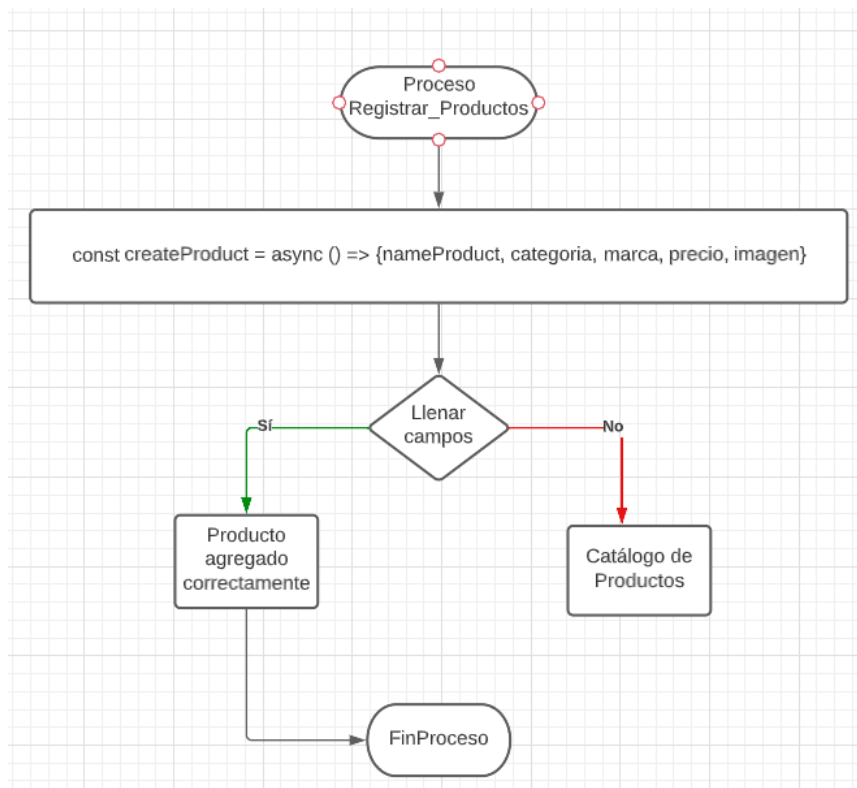 Proceso
Registrar_Productos
const createProduct = async () => {nameProduct, categoria, marca, precio, imagen}
Llenar
campos
Sí
No
Producto
agregado
correctamente
Catálogo de
Productos
FinProceso